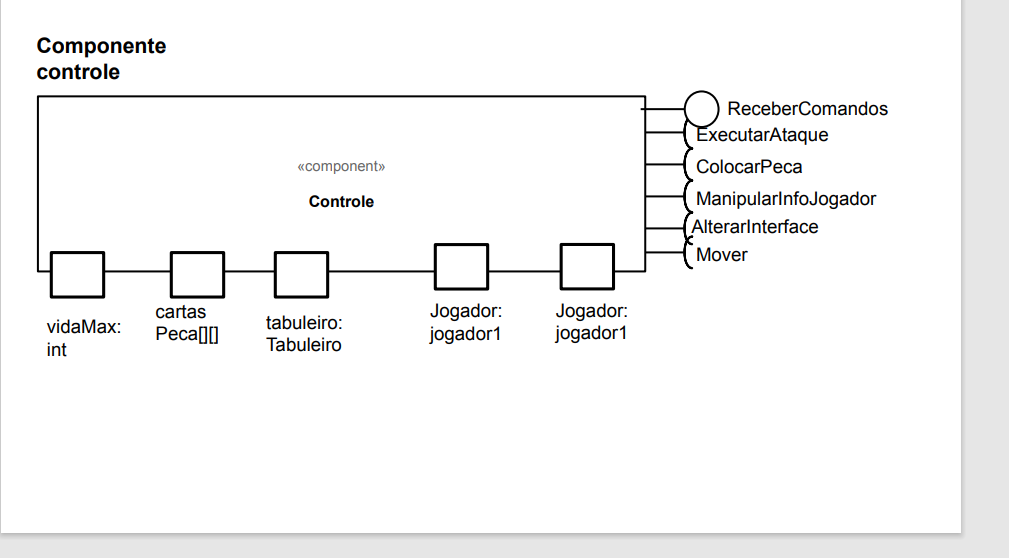 Componente
controle
«component»
Controle
ReceberComandos
ExecutarAtaque
ColocarPeca
ManipularInfoJogador
AlterarInterface
Mover
vidaMax:
int
cartas
Peca[][]
tabuleiro:
Tabuleiro
Jogador:
jogador1
Jogador:
jogador1